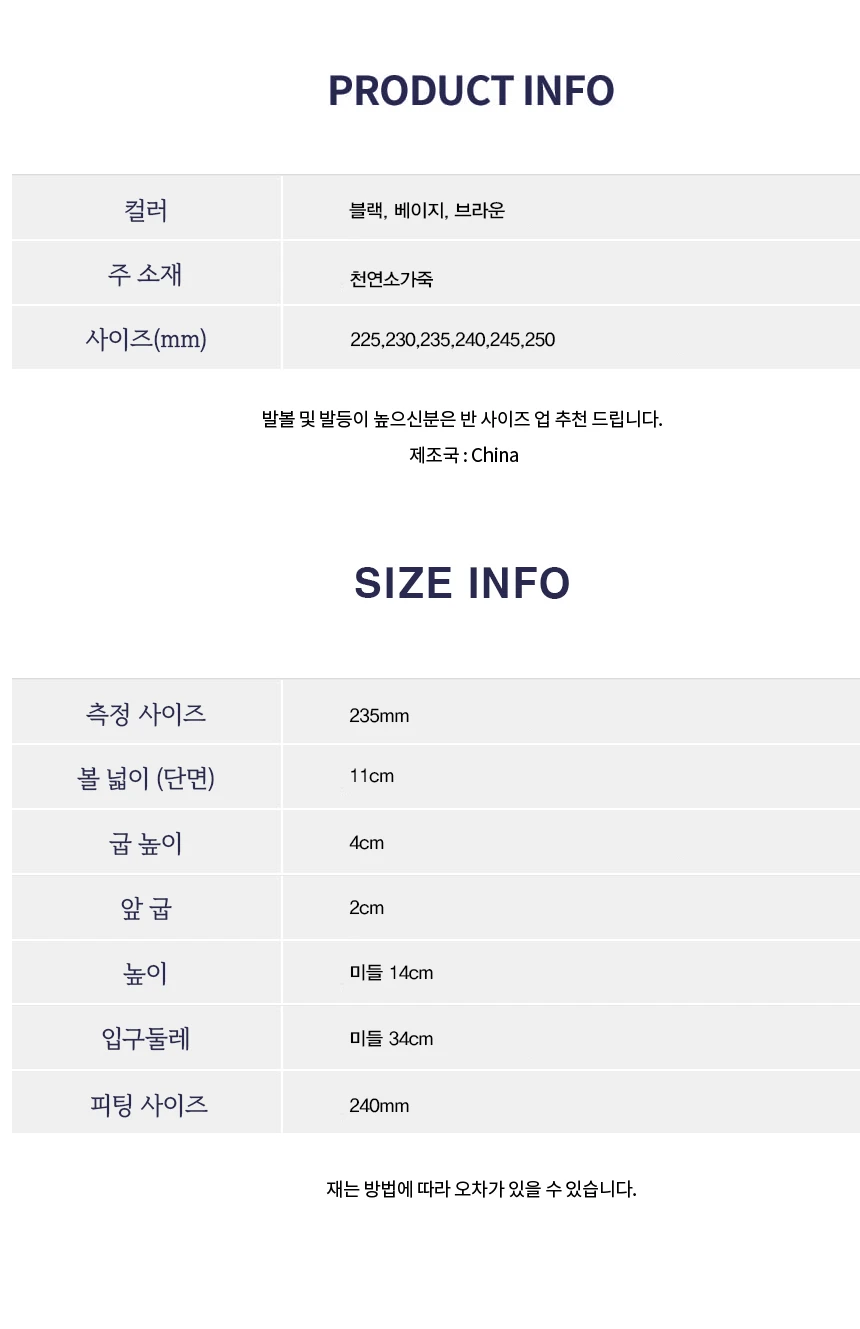 PRODUCT INFO
컬러 블랙, 베이지, 브라운
주 소재 천연소가죽
사이즈(mm) 225,230,235,240,245,250
발볼 및 발등이 높으신분은 반 사이즈 업 추천 드립니다.
제조국 : China
SIZE INFO
측정 사이즈 235mm
볼 넓이 (단면) 11cm
굽 높이 4cm
앞 굽 2cm
높이 미들 14cm
입구둘레 미들 34cm
피팅 사이즈 240mm
재는 방법에 따라 오차가 있을 수 있습니다.